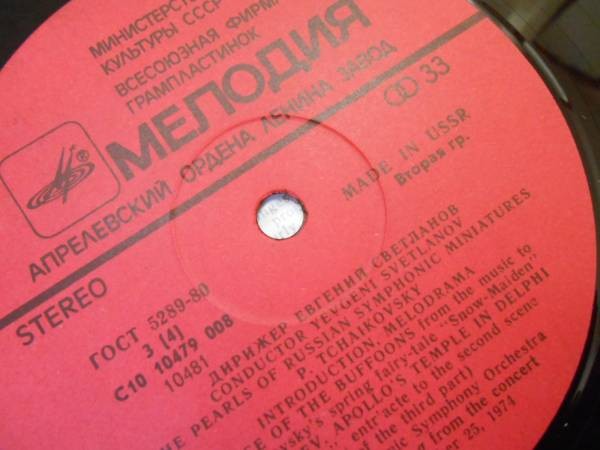 МИНИСТЕРСТВО
КУЛЬТУРЫ СССР
ВСЕСОЮЗНАЯ ФИРМА
ГРАМПЛАСТИНОК
МЕЛОДИЯ
АПРЕЛЕВСКИЙ ОРДЕНА ЛЕНИНА ЗАВОД
33
MADE IN USSR
Вторая гр.
STEREO
ГОСТ 5289-80
3 (4)
С10 10479 008
10481
ДИРИЖЕР ЕВГЕНИЙ СВЕТЛАНОВ
CONDUCTOR YEVGENI SVETLANOV
PEARLS OF RUSSIAN SYMPHONIC MINIATURES
P. TCHAIKOVSKY
INTRODUCTION, MELODRAMA
OF THE BUFFOONS from the music to
spring fairy-tale "Snow-Maiden"
APOLLO'S TEMPLE IN DELPHI
entr'acte to the second scene
of the third part)
Symphony Orchestra
from the concert
25, 1974